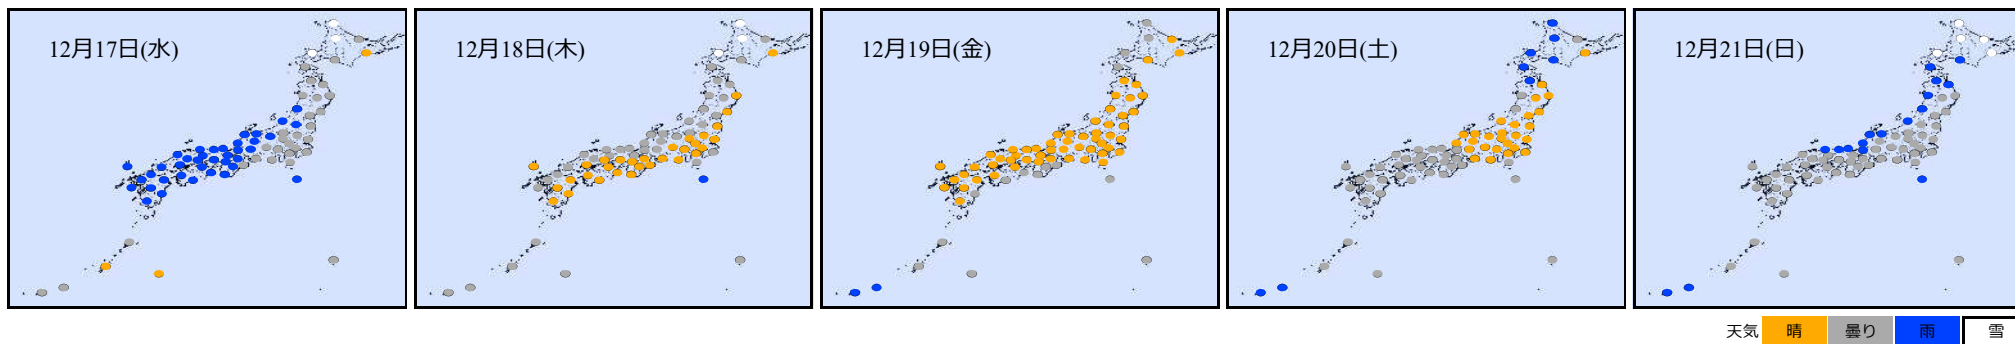 12月17日(水)
12月18日(木)
12月19日(金)
12月20日(土)
12月21日(日)
天気 晴 曇り 雨 雪